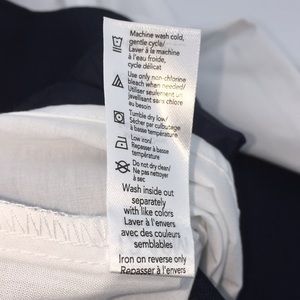 Machine wash cold,
gentle cycle/
Laver à la machine
à l'eau froide,
cycle délicat
Use only non-chlorine
bleach when needed/
Utiliser seulement un
javellisant sans chlore
au besoin
Tumble dry low/
Sécher par culbutage
à basse température
Low iron/
Repasser à basse
température
Do not dry clean/
Ne pas nettoyer
à sec
Wash inside out
separately
with like colors
Laver à l'envers
avec des couleurs
semblables
Iron on reverse only
Repasser à l'envers